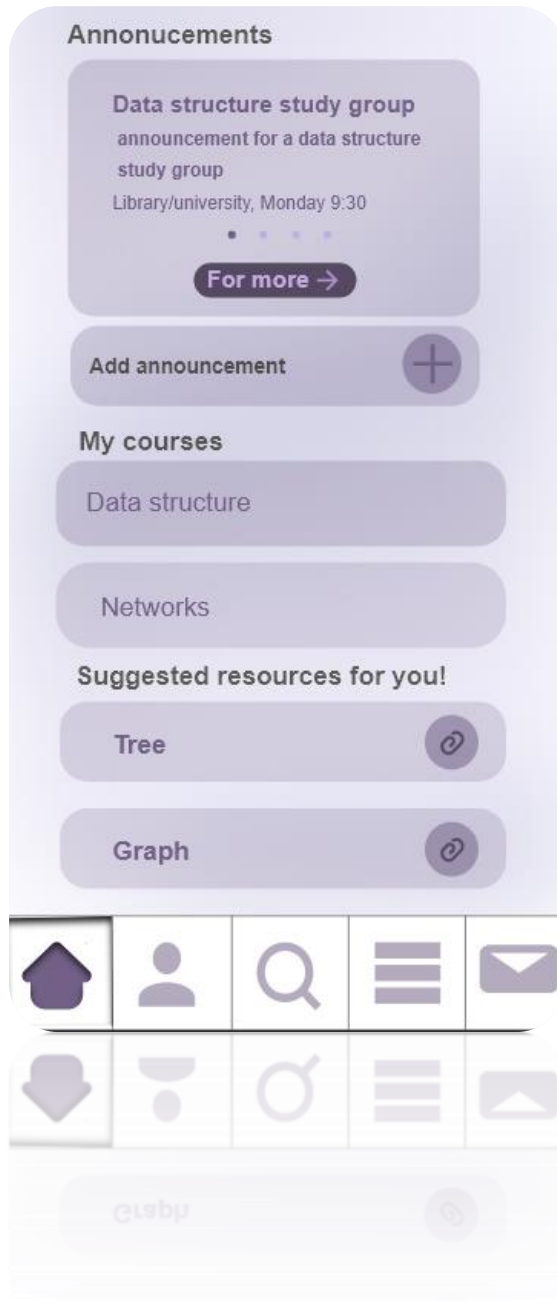 Annonucements
Data structure study group
announcement for a data structure
study group
Library/university, Monday 9:30
For more →
Add announcement
My courses
Data structure
Networks
Suggested resources for you!
Tree
Graph
Graph